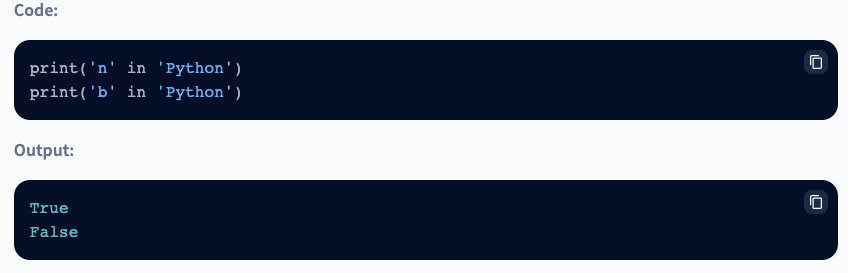 Code:
print('n' in 'Python')
print('b' in 'Python')
Output:
True
False